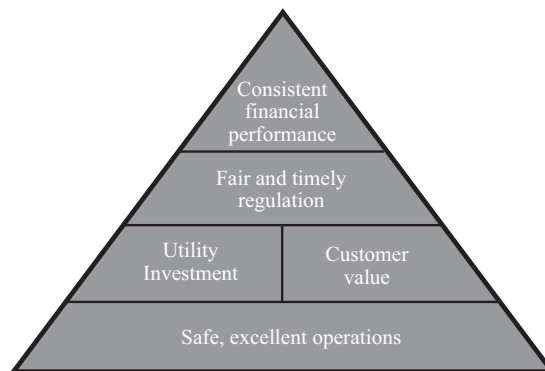 Consistent
financial
performance
Fair and timely
regulation
Utility
Investment
Customer
value
Safe, excellent operations